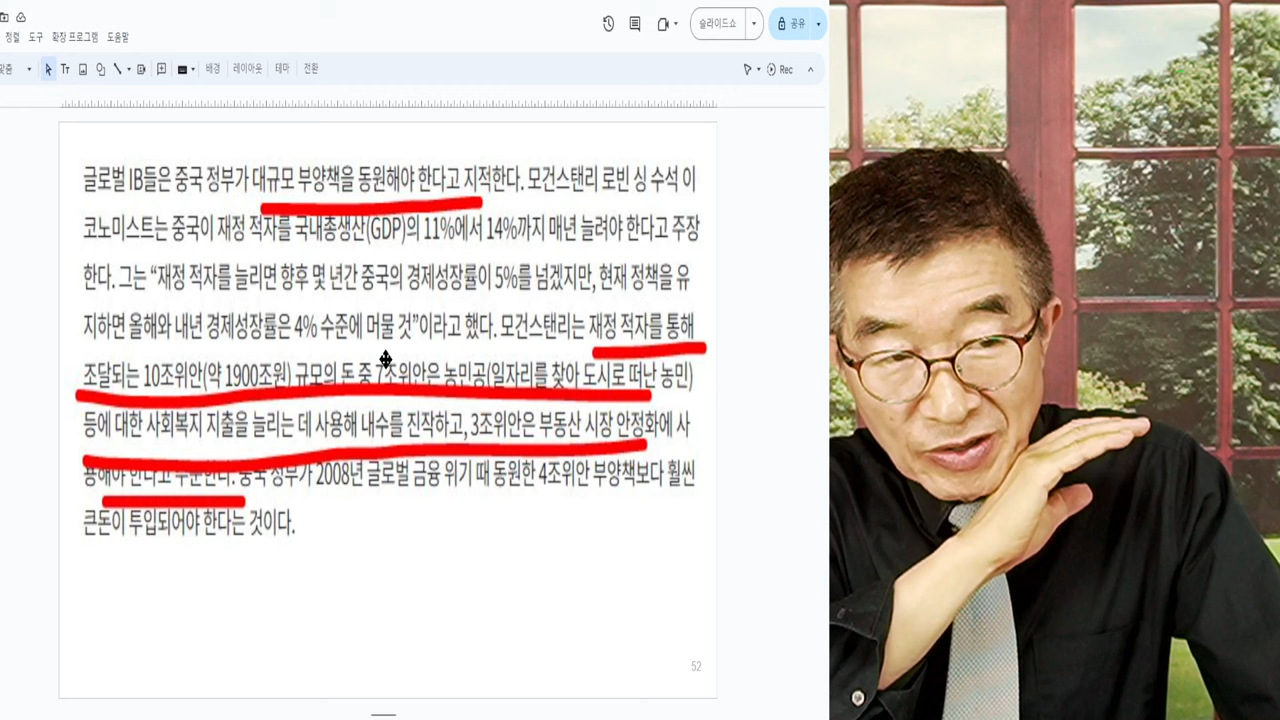 정렬 도구 확장 프로그램 도움말
슬라이드쇼
공유
맞춤
Tr
배경 레이아웃 테마 전환
Rec
글로벌 IB들은 중국 정부가 대규모 부양책을 동원해야 한다고 지적한다. 모건스탠리 로빈 싱 수석 이
코노미스트는 중국이 재정 적자를 국내총생산(GDP)의 11%에서 14%까지 매년 늘려야 한다고 주장
한다. 그는 “재정 적자를 늘리면 향후 몇 년간 중국의 경제성장률이 5%를 넘겠지만, 현재 정책을 유
지하면 올해와 내년 경제성장률은 4% 수준에 머물 것”이라고 했다. 모건스탠리는 재정 적자를 통해
조달되는 10조위안(약 1900조원) 규모의 돈 중 7조위안은 농민공(일자리를 찾아 도시로 떠난 농민)
등에 대한 사회복지 지출을 늘리는 데 사용해 내수를 진작하고, 3조위안은 부동산 시장 안정화에 사
용해야 한다고 주문한다. 중국 정부가 2008년 글로벌 금융 위기 때 동원한 4조위안 부양책보다 훨씬
큰돈이 투입되어야 한다는 것이다.
52